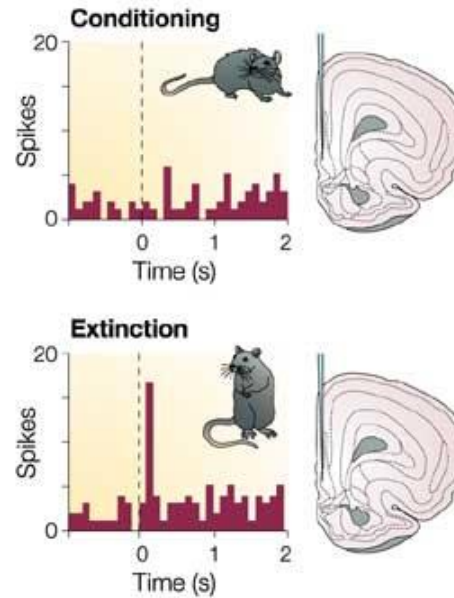 Conditioning
20
Spikes
0
0 1 2
Time (s)
Extinction
20
Spikes
0
0 1 2
Time (s)